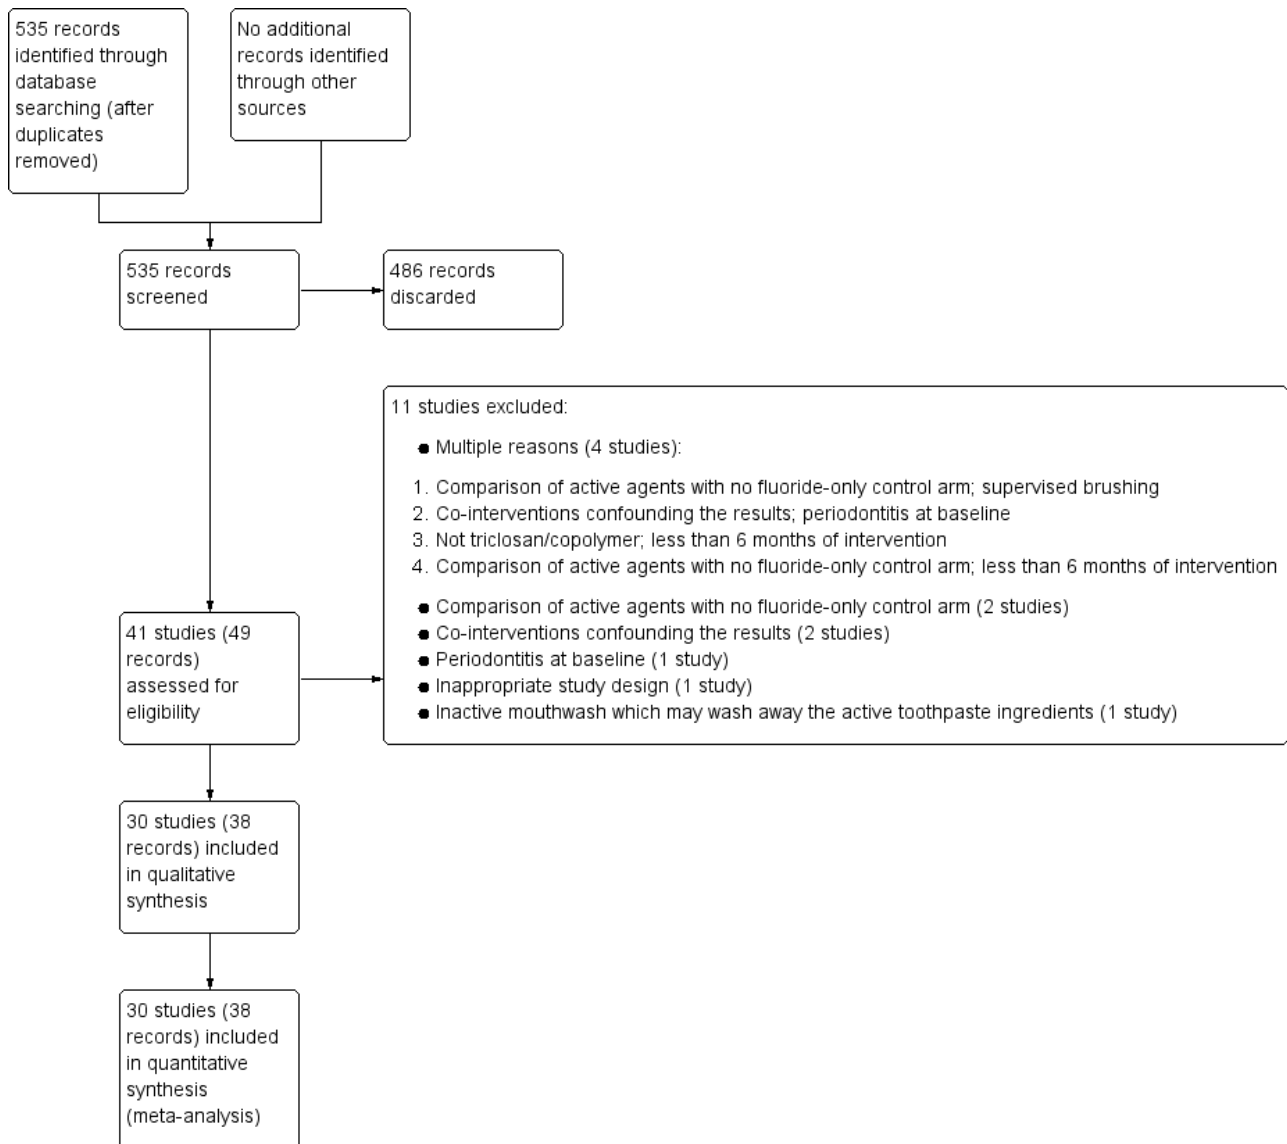 535 records
identified through
database
searching (after
duplicates
removed)
No additional
records identified
through other
sources
535 records
screened
486 records
discarded
11 studies excluded:
● Multiple reasons (4 studies):
1. Comparison of active agents with no fluoride-only control arm; supervised brushing
2. Co-interventions confounding the results; periodontitis at baseline
3. Not triclosan/copolymer; less than 6 months of intervention
4. Comparison of active agents with no fluoride-only control arm; less than 6 months of intervention
● Comparison of active agents with no fluoride-only control arm (2 studies)
● Co-interventions confounding the results (2 studies)
● Periodontitis at baseline (1 study)
● Inappropriate study design (1 study)
● Inactive mouthwash which may wash away the active toothpaste ingredients (1 study)
41 studies (49
records)
assessed for
eligibility
30 studies (38
records) included
in qualitative
synthesis
30 studies (38
records) included
in quantitative
synthesis
(meta-analysis)